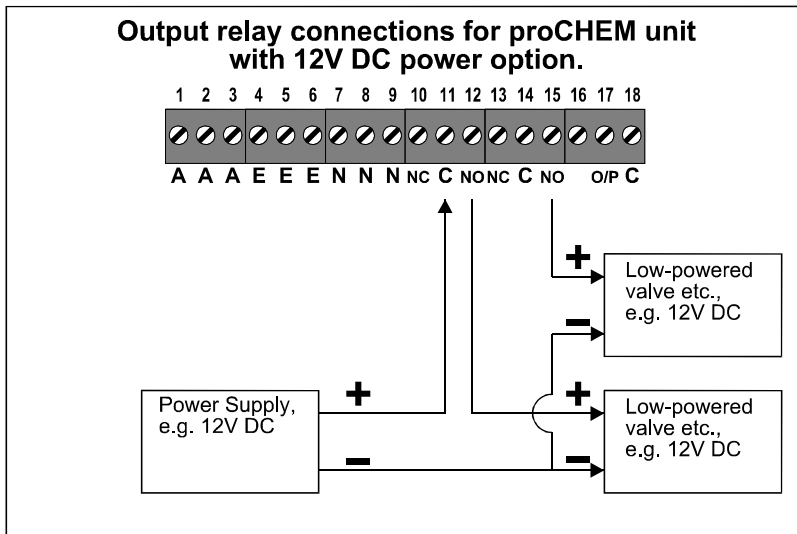 Output relay connections for proCHEM unit
with 12V DC power option.
1 2 3 4 5 6 7 8 9 10 11 12 13 14 15 16 17 18
A A A E E E N N N NC C NO NC C NO O/P C
+
Low-powered
valve etc.,
e.g. 12V DC
−
Power Supply,
e.g. 12V DC
+
−
+
Low-powered
valve etc.,
e.g. 12V DC
−